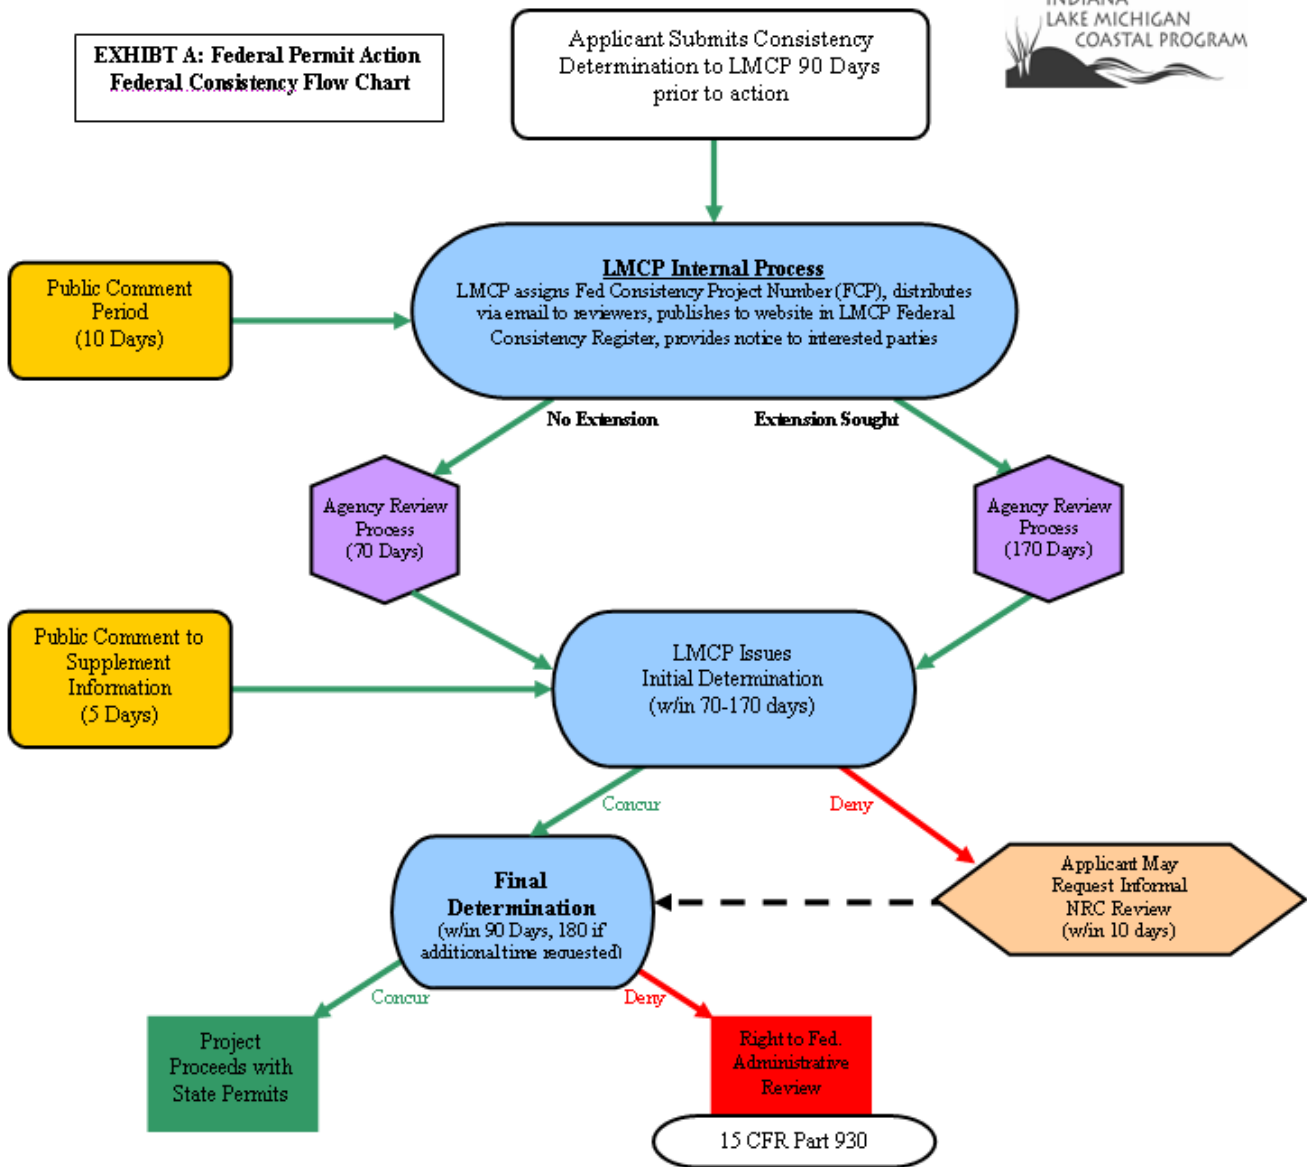 INDIANA
LAKE MICHIGAN
COASTAL PROGRAM
EXHIBT A: Federal Permit Action
Federal Consistency Flow Chart
Applicant Submits Consistency
Determination to LMCP 90 Days
prior to action
Public Comment
Period
(10 Days)
LMCP Internal Process
LMCP assigns Fed Consistency Project Number (FCP), distributes
via email to reviewers, publishes to website in LMCP Federal
Consistency Register, provides notice to interested parties
No Extension
Extension Sought
Agency Review
Process
(70 Days)
Agency Review
Process
(170 Days)
Public Comment to
Supplement
Information
(5 Days)
LMCP Issues
Initial Determination
(w/in 70-170 days)
Concur
Deny
Final
Determination
(w/in 90 Days, 180 if
additional time requested)
Applicant May
Request Informal
NRC Review
(w/in 10 days)
Concur
Deny
Project
Proceeds with
State Permits
Right to Fed.
Administrative
Review
15 CFR Part 930